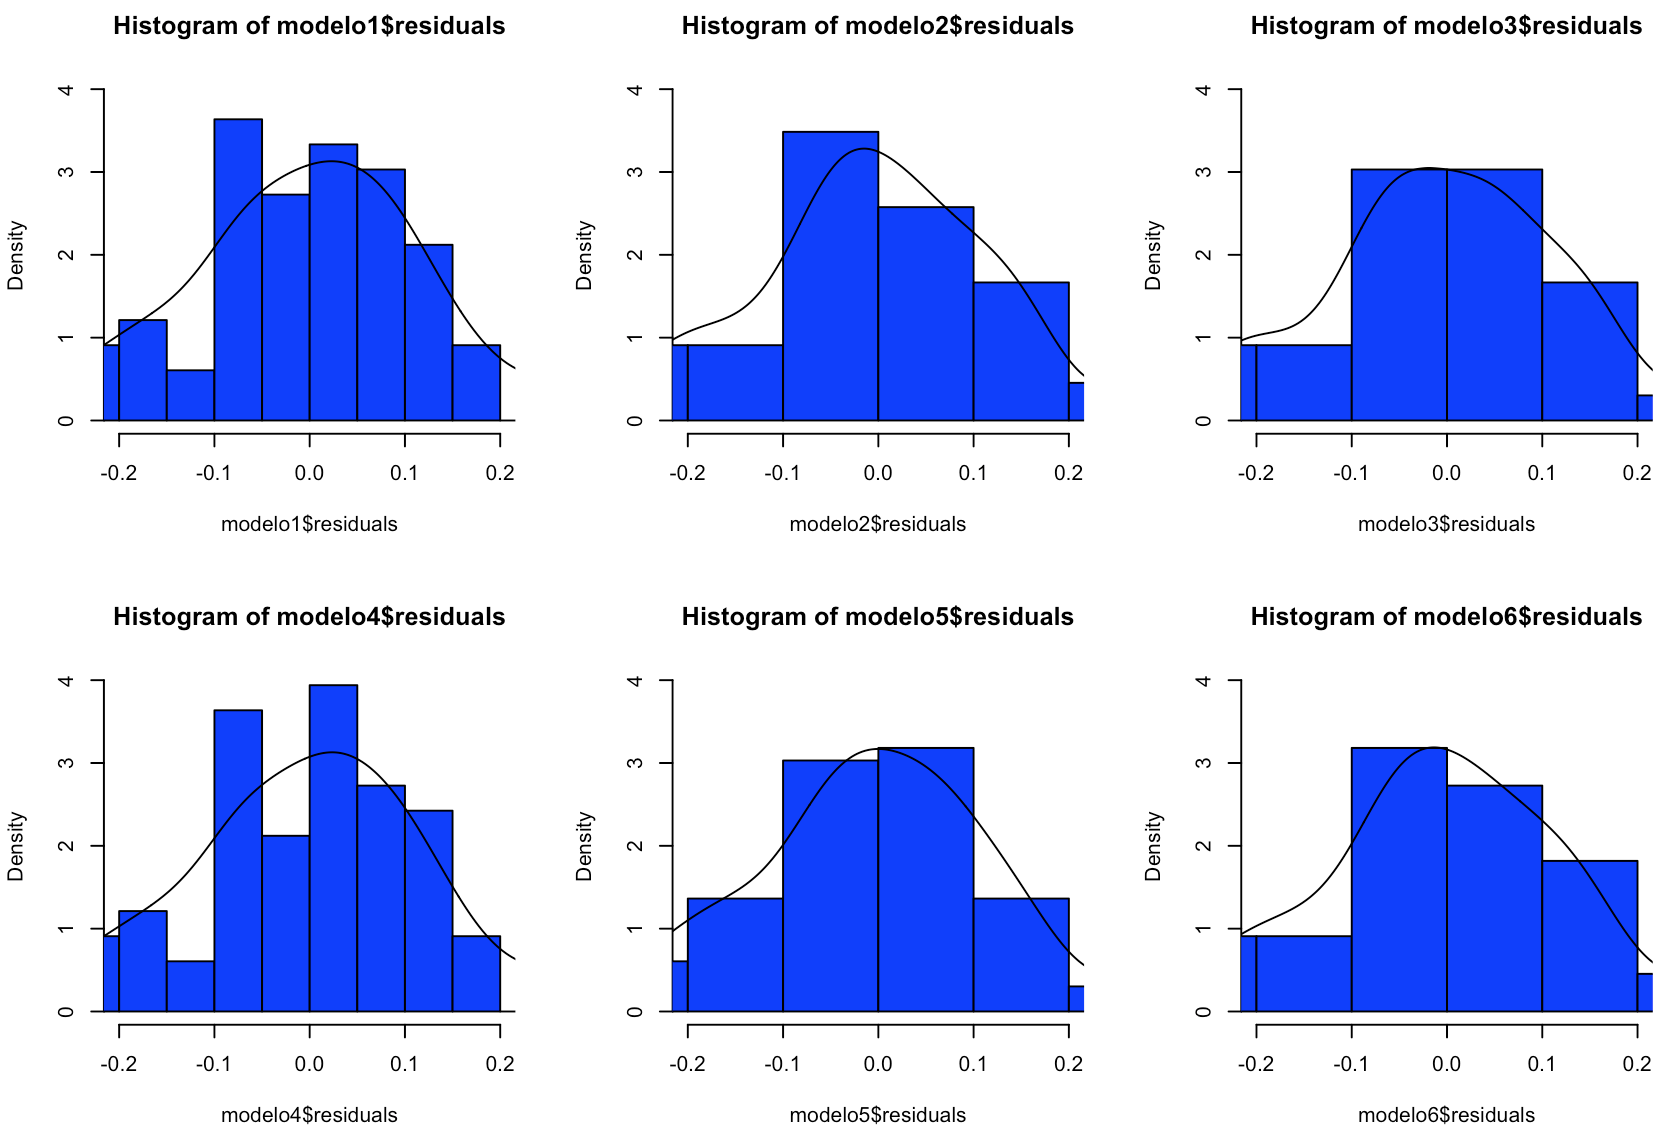 Histogram of modelo1$residuals
Density
0 1 2 3 4
-0.2 -0.1 0.0 0.1 0.2
modelo1$residuals
Histogram of modelo2$residuals
Density
0 1 2 3 4
-0.2 -0.1 0.0 0.1 0.2
modelo2$residuals
Histogram of modelo3$residuals
Density
0 1 2 3 4
-0.2 -0.1 0.0 0.1 0.2
modelo3$residuals
Histogram of modelo4$residuals
Density
0 1 2 3 4
-0.2 -0.1 0.0 0.1 0.2
modelo4$residuals
Histogram of modelo5$residuals
Density
0 1 2 3 4
-0.2 -0.1 0.0 0.1 0.2
modelo5$residuals
Histogram of modelo6$residuals
Density
0 1 2 3 4
-0.2 -0.1 0.0 0.1 0.2
modelo6$residuals